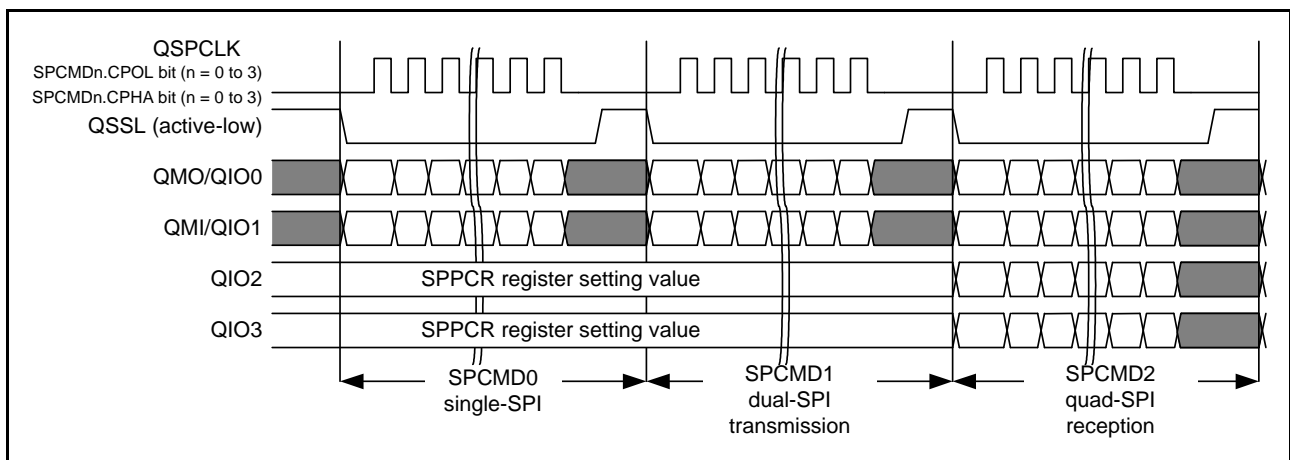 QSPCLK
SPCMDn.CPOL bit (n = 0 to 3)
SPCMDn.CPHA bit (n = 0 to 3)
QSSL (active-low)
QMO/QIO0
QMI/QIO1
QIO2
SPPCR register setting value
QIO3
SPPCR register setting value
SPCMD0
single-SPI
SPCMD1
dual-SPI
transmission
SPCMD2
quad-SPI
reception